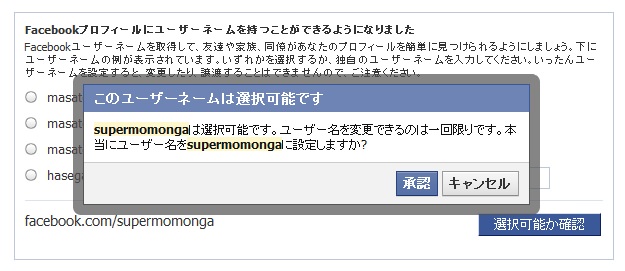 Facebookプロフィールにユーザーネームを持つことができるようになりました
Facebookユーザーネームを取得して、友達や家族、同僚があなたのプロフィールを簡単に見つけられるようにしましょう。下に
ユーザーネームの例が表示されています。いずれかを選択するか、独自のユーザーネームを入力してください。いったんユー
ザーネームを設定すると、変更したり、譲渡することはできませんので、ご注意ください。
masat
masat
masat
hasega
このユーザーネームは選択可能です
supermomongaは選択可能です。ユーザー名を変更できるのは一回限りです。本
当にユーザー名をsupermomongaに設定しますか?
承認 キャンセル
facebook.com/supermomonga
選択可能か確認